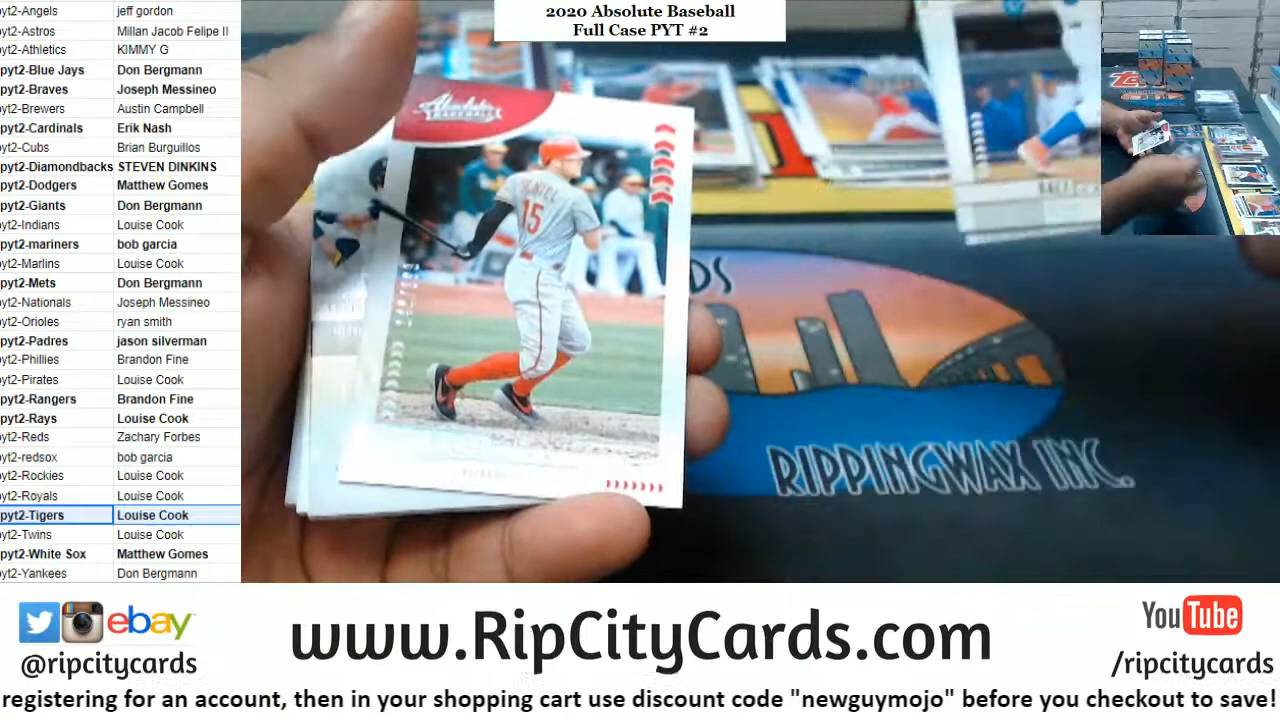 2020 Absolute Baseball
Full Case PYT #2
pyt2-Angels jeff gordon
pyt2-Astros Millan Jacob Felipe II
pyt2-Athletics KIMMY G
pyt2-Blue Jays Don Bergmann
pyt2-Braves Joseph Messineo
pyt2-Brewers Austin Campbell
pyt2-Cardinals Erik Nash
pyt2-Cubs Brian Burguillos
pyt2-Diamondbacks STEVEN DINKINS
pyt2-Dodgers Matthew Gomes
pyt2-Giants Don Bergmann
pyt2-Indians Louise Cook
pyt2-mariners bob garcia
pyt2-Marlins Louise Cook
pyt2-Mets Don Bergmann
pyt2-Nationals Joseph Messineo
pyt2-Orioles ryan smith
pyt2-Padres jason silverman
pyt2-Phillies Brandon Fine
pyt2-Pirates Louise Cook
pyt2-Rangers Brandon Fine
pyt2-Rays Louise Cook
pyt2-Reds Zachary Forbes
pyt2-redsox bob garcia
pyt2-Rockies Louise Cook
pyt2-Royals Louise Cook
pyt2-Tigers Louise Cook
pyt2-Twins Louise Cook
pyt2-White Sox Matthew Gomes
pyt2-Yankees Don Bergmann
Absolute
BASEBALL
15
RIPPINGWAX INC.
ebay
@ripcitycards
www.RipCityCards.com
YouTube
/ripcitycards
registering for an account, then in your shopping cart use discount code "newguymojo" before you checkout to save!